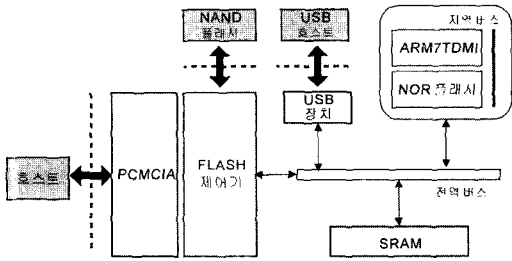 NAND
플래시
USB
호스트
지역버스
ARM7TDMI
NOR 플래시
USB
장치
호스트
PCMCIA
FLASH
제어기
전역버스
SRAM